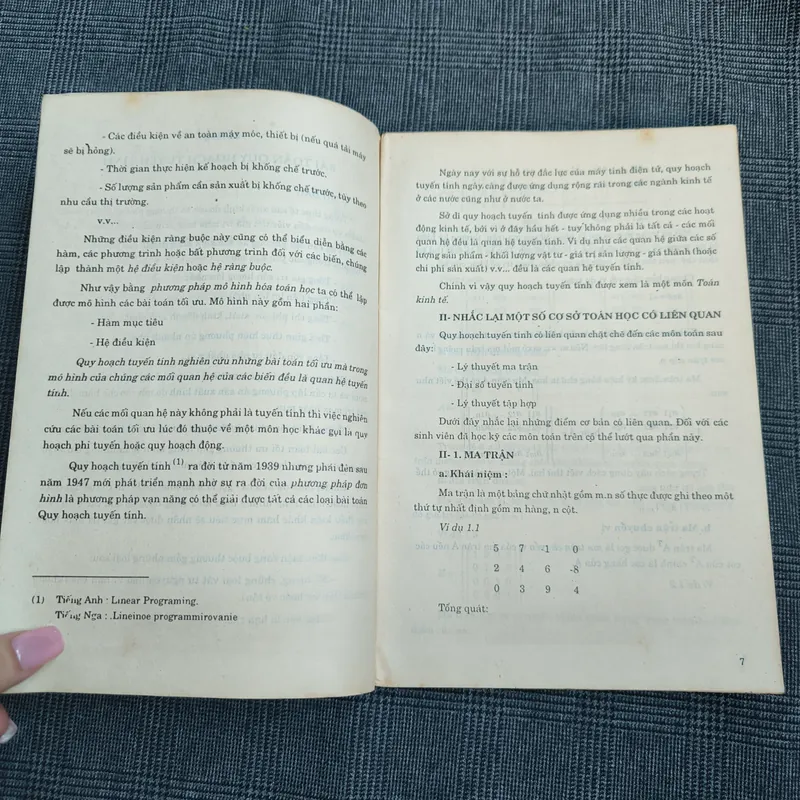 - Các điều kiện về an toàn máy móc, thiết bị (nếu quá tải máy
sẽ bị hỏng).
- Thời gian thực hiện kế hoạch bị khống chế trước.
- Số lượng sản phẩm cần sản xuất bị khống chế trước, tùy theo
nhu cầu thị trường.
v.v...
Những điều kiện ràng buộc này cũng có thể biểu diễn bằng các
hàm, các phương trình hoặc bất phương trình đối với các biến, chúng
lập thành một hệ điều kiện hoặc hệ ràng buộc.
Như vậy bằng phương pháp mô hình hóa toán học ta có thể lập
được mô hình các bài toán tối ưu. Mô hình này gồm hai phần:
- Hàm mục tiêu
- Hệ điều kiện
Quy hoạch tuyến tính nghiên cứu những bài toán tối ưu mà trong
mô hình của chúng các mối quan hệ của các biến đều là quan hệ tuyến
tính.
Nếu các mối quan hệ này không phải là tuyến tính thì việc nghiên
cứu các bài toán tối ưu lúc đó thuộc về một môn học khác gọi là quy
hoạch phi tuyến hoặc quy hoạch động.
Quy hoạch tuyến tính (1) ra đời từ năm 1939 nhưng phải đến sau
năm 1947 mới phát triển mạnh nhờ sự ra đời của phương pháp đơn
hình là phương pháp vạn năng có thể giải được tất cả các loại bài toán
Quy hoạch tuyến tính.
(1) Tiếng Anh : Linear Programing.
Tiếng Nga : Lineinoe programmirovanie
Ngày nay với sự hỗ trợ đắc lực của máy tính điện tử, quy hoạch
tuyến tính ngày càng được ứng dụng rộng rãi trong các ngành kinh tế
ở các nước cũng như ở nước ta.
Sở dĩ quy hoạch tuyến tính được ứng dụng nhiều trong các hoạt
động kinh tế, bởi vì ở đây hầu hết - tuy không phải là tất cả - các mối
quan hệ đều là quan hệ tuyến tính. Ví dụ như các quan hệ giữa các số
lượng sản phẩm - khối lượng vật tư - giá trị sản lượng - giá thành (hoặc
chi phí sản xuất) v.v... đều là các quan hệ tuyến tính.
Chính vì vậy quy hoạch tuyến tính được xem là một môn Toán
kinh tế.
II- NHẮC LẠI MỘT SỐ CƠ SỞ TOÁN HỌC CÓ LIÊN QUAN
Quy hoạch tuyến tính có liên quan chặt chẽ đến các môn toán sau
đây:
- Lý thuyết ma trận
- Đại số tuyến tính
- Lý thuyết tập hợp
Dưới đây nhắc lại những điểm cơ bản có liên quan. Đối với các
sinh viên đã học kỹ các môn toán trên có thể lướt qua phần này.
II- 1. MA TRẬN
a. Khái niệm :
Ma trận là một bảng chữ nhật gồm m.n số thực được ghi theo một
thứ tự nhất định gồm m hàng, n cột.
Ví dụ 1.1
5 7 1 0
2 4 6 -8
0 3 9 4
Tổng quát:
7